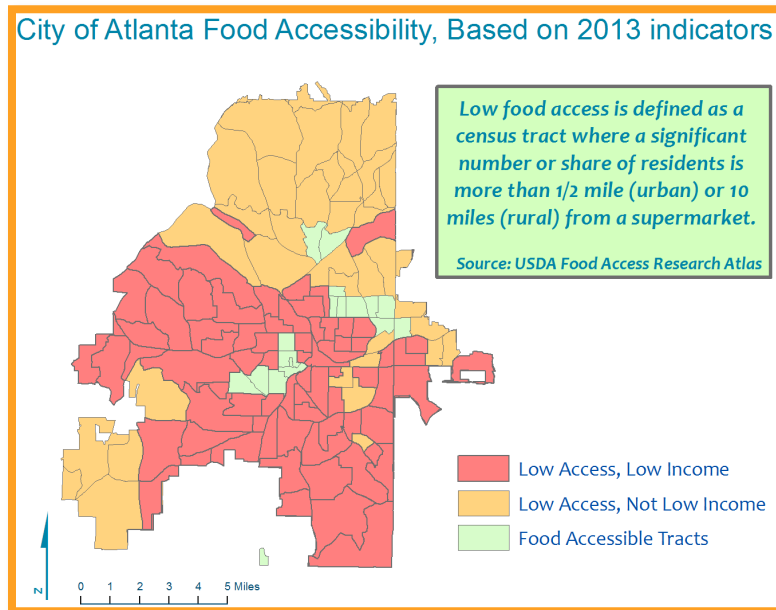 City of Atlanta Food Accessibility, Based on 2013 indicators
Low food access is defined as a
census tract where a significant
number or share of residents is
more than 1/2 mile (urban) or 10
miles (rural) from a supermarket.
Source: USDA Food Access Research Atlas
Low Access, Low Income
Low Access, Not Low Income
Food Accessible Tracts
N
0 1 2 3 4 5 Miles